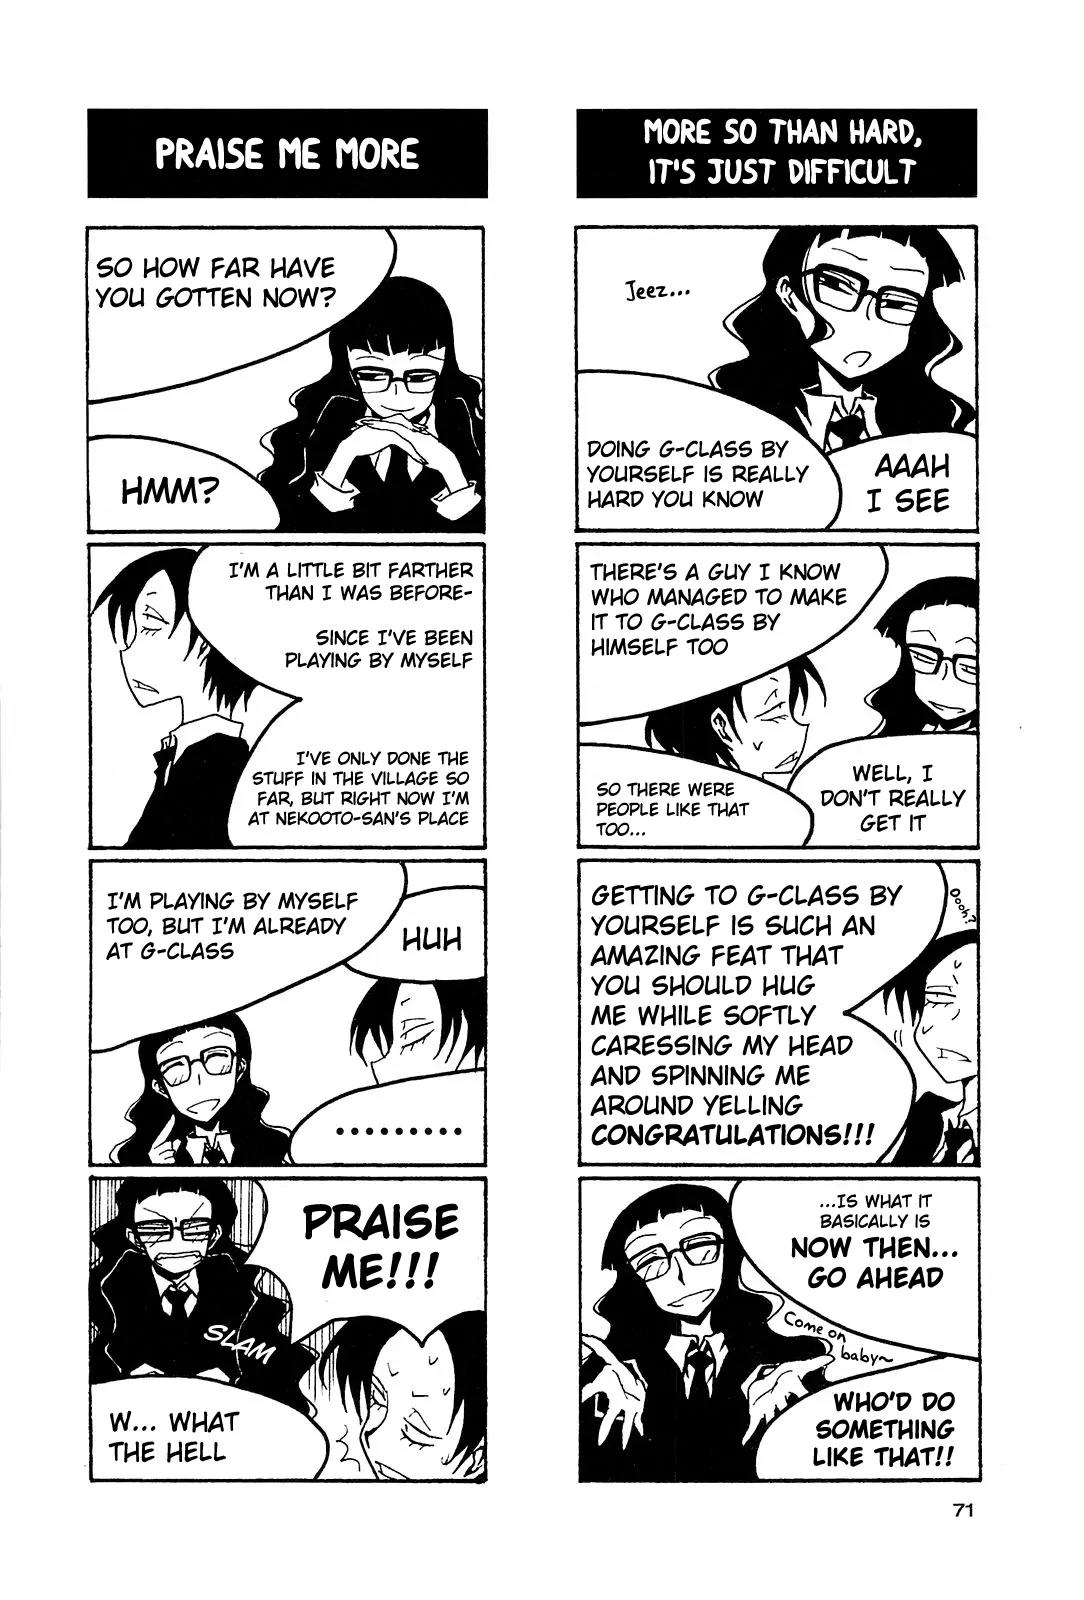 PRAISE ME MORE
SO HOW FAR HAVE
YOU GOTTEN NOW?
HMM?
I'M A LITTLE BIT FARTHER
THAN I WAS BEFORE-
SINCE I'VE BEEN
PLAYING BY MYSELF
I'VE ONLY DONE THE
STUFF IN THE VILLAGE SO
FAR, BUT RIGHT NOW I'M
AT NEKOOTO-SAN'S PLACE
I'M PLAYING BY MYSELF
TOO, BUT I'M ALREADY
AT G-CLASS
HUH
.........
PRAISE
ME!!!
SLAM
W... WHAT
THE HELL
MORE SO THAN HARD,
IT'S JUST DIFFICULT
Jeez...
DOING G-CLASS BY
YOURSELF IS REALLY
HARD YOU KNOW
AAAH
I SEE
THERE'S A GUY I KNOW
WHO MANAGED TO MAKE
IT TO G-CLASS BY
HIMSELF TOO
SO THERE WERE
PEOPLE LIKE THAT
TOO...
WELL, I
DON'T REALLY
GET IT
GETTING TO G-CLASS BY
YOURSELF IS SUCH AN
AMAZING FEAT THAT
YOU SHOULD HUG
ME WHILE SOFTLY
CARESSING MY HEAD
AND SPINNING ME
AROUND YELLING
CONGRATULATIONS!!!
Oooh?
...IS WHAT IT
BASICALLY IS
NOW THEN...
GO AHEAD
Come on
baby~
WHO'D DO
SOMETHING
LIKE THAT!!
71